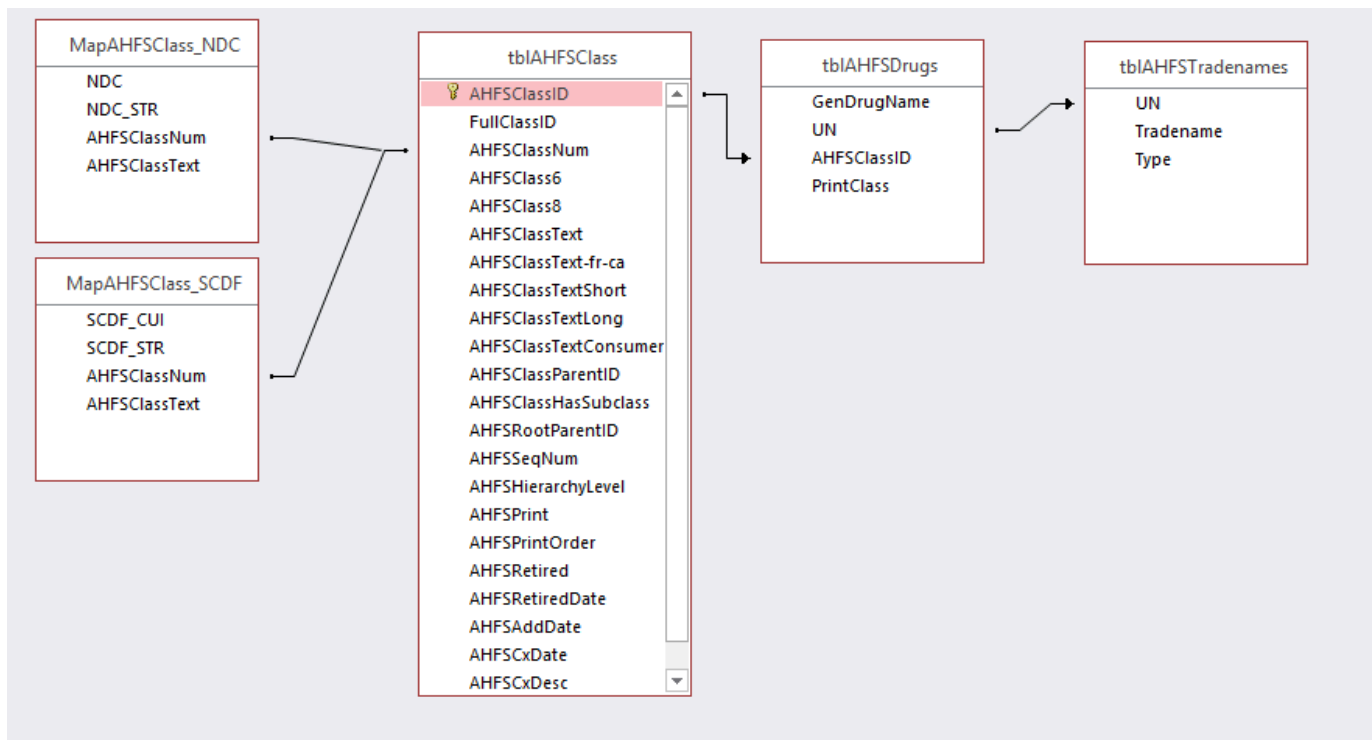 MapAHFSClass_NDC
NDC
NDC_STR
AHFSClassNum
AHFSClassText
MapAHFSClass_SCDF
SCDF_CUI
SCDF_STR
AHFSClassNum
AHFSClassText
tblAHFSClass
AHFSClassID
FullClassID
AHFSClassNum
AHFSClass6
AHFSClass8
AHFSClassText
AHFSClassText-fr-ca
AHFSClassTextShort
AHFSClassTextLong
AHFSClassTextConsumer
AHFSClassParentID
AHFSClassHasSubclass
AHFSRootParentID
AHFSSeqNum
AHFSHierarchyLevel
AHFSPrint
AHFSPrintOrder
AHFSRetired
AHFSRetiredDate
AHFSAddDate
AHFSCxDate
AHFSCxDesc
tblAHFSDrugs
GenDrugName
UN
AHFSClassID
PrintClass
tblAHFSTradenames
UN
Tradename
Type